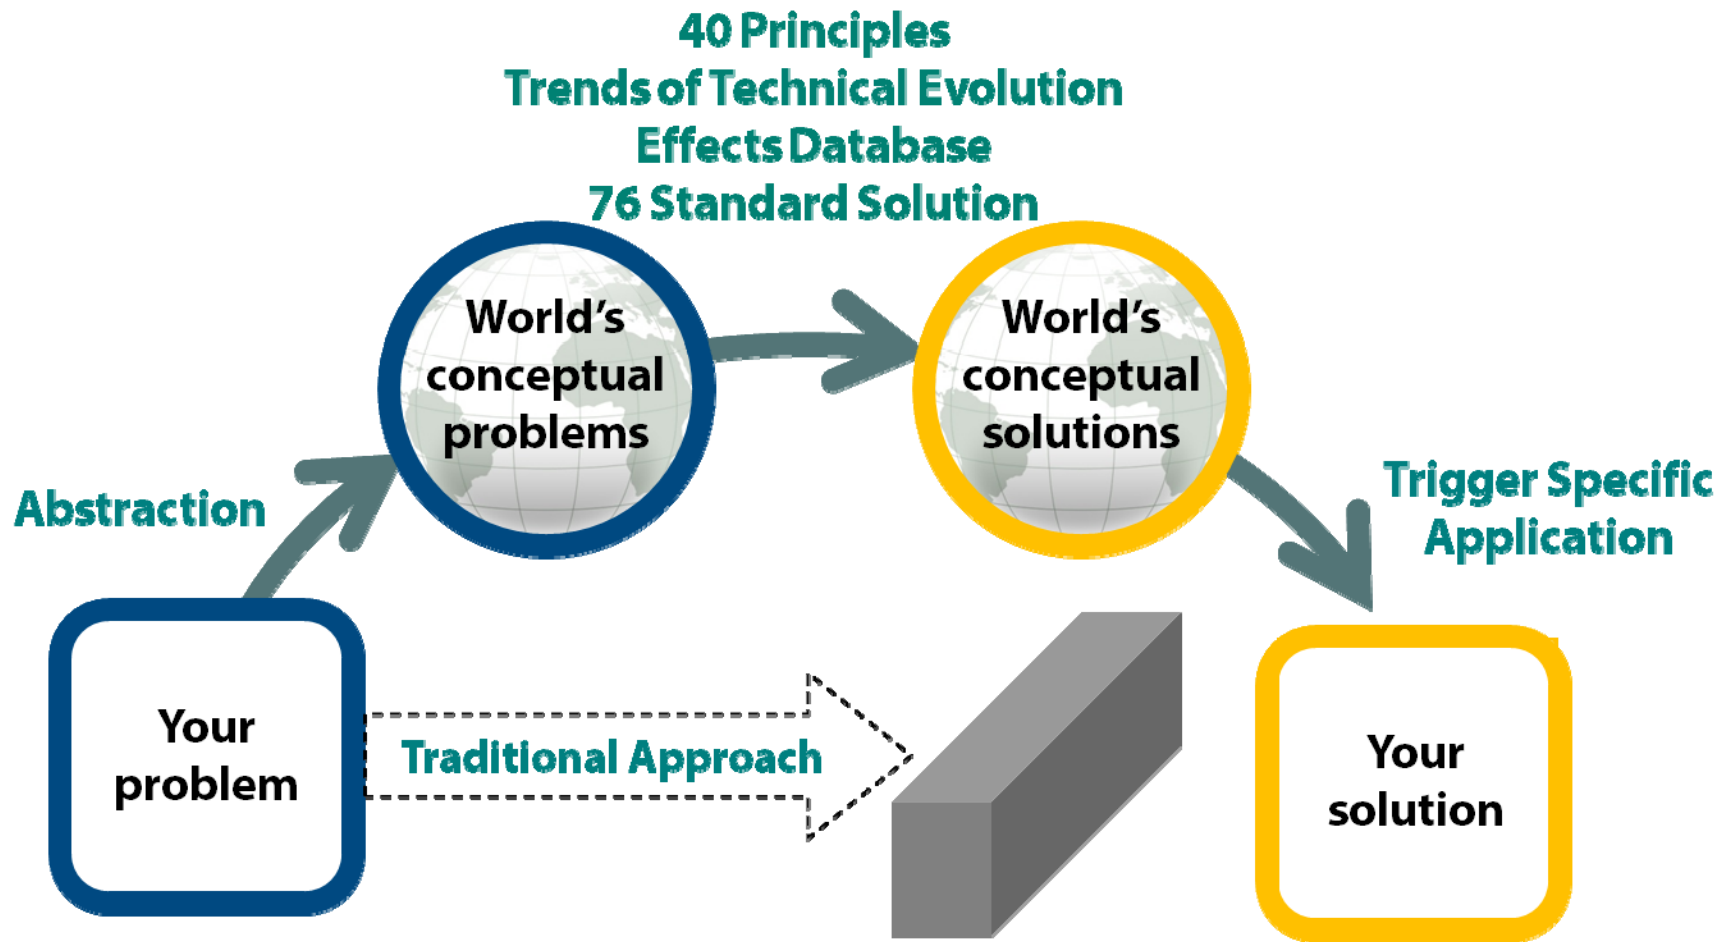 40 Principles
Trends of Technical Evolution
Effects Database
76 Standard Solution
World's
conceptual
problems
World's
conceptual
solutions
Abstraction
Trigger Specific
Application
Your
problem
Traditional Approach
Your
solution